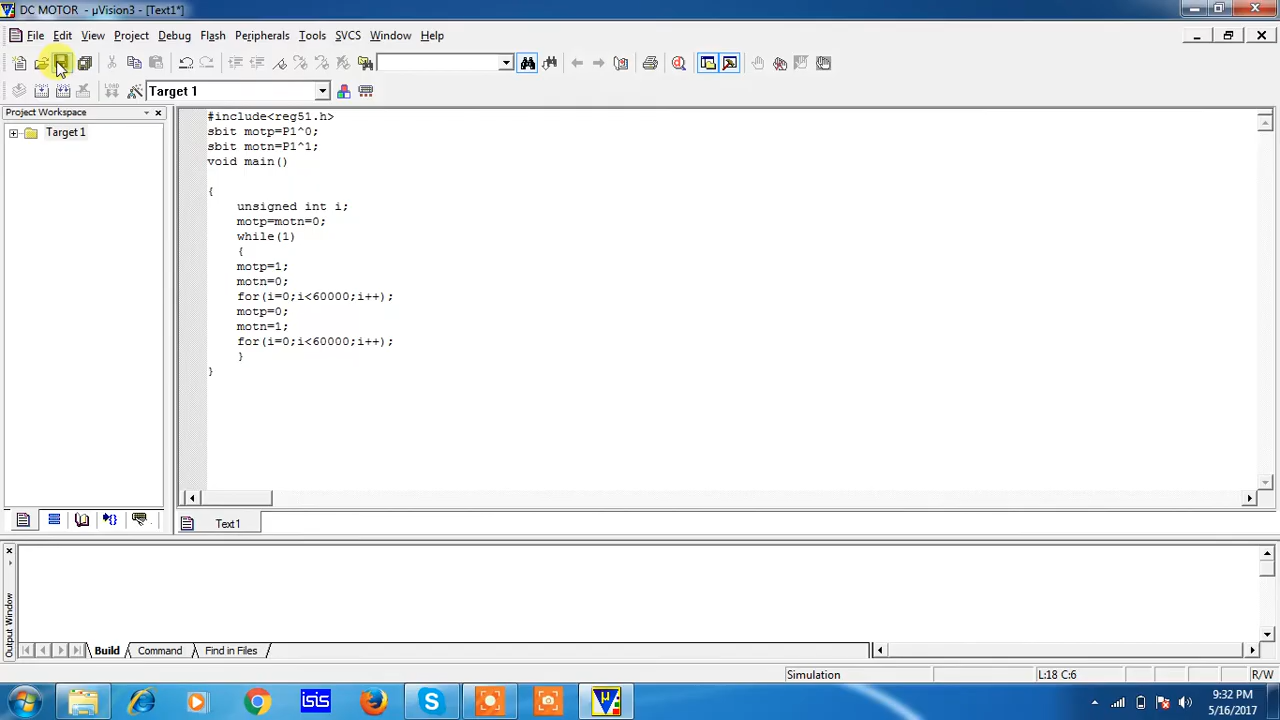 DC MOTOR - µVision3 - [Text1*]
File Edit View Project Debug Flash Peripherals Tools SVCS Window Help
Target 1
Project Workspace
Target 1
#include<reg51.h>
sbit motp=P1^0;
sbit motn=P1^1;
void main()
{
unsigned int i;
motp=motn=0;
while(1)
{
motp=1;
motn=0;
for(i=0;i<60000;i++);
motp=0;
motn=1;
for(i=0;i<60000;i++);
}
}
Text1
Output Window
Build Command Find in Files
Simulation L:18 C:6 R/W
isis
9:32 PM
5/16/2017